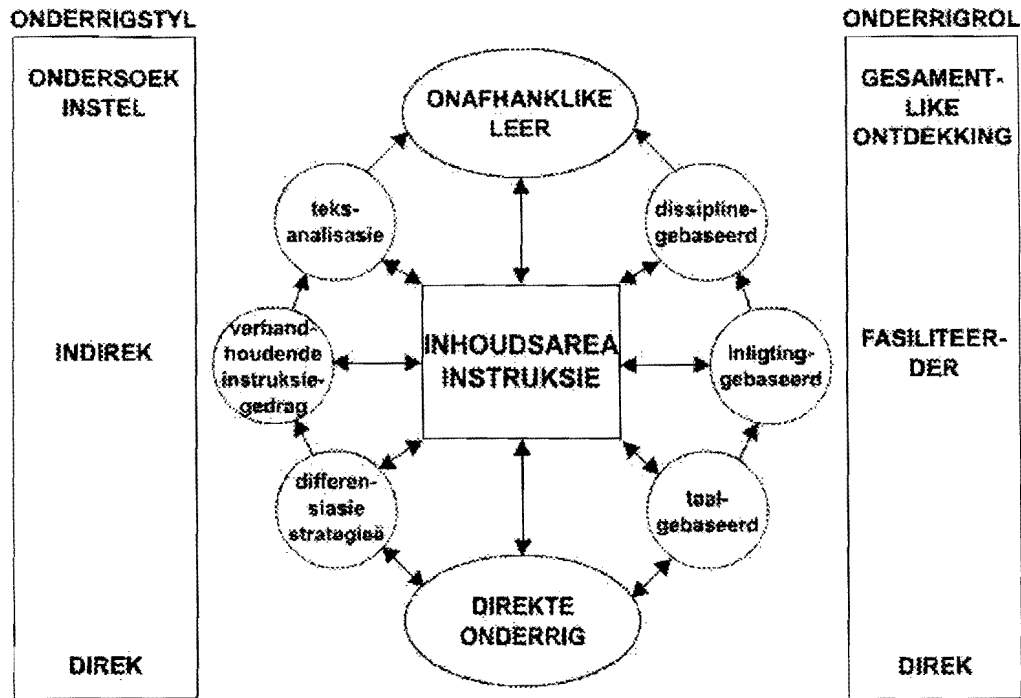 ONDERRIGSTYL
ONDERSOEK
INSTEL
INDIREK
DIREK
ONAFHANKLIKE
LEER
teks-
analisasie
dissipline-
gebaseerd
verband-
houdende
instruksie-
gedrag
INHOUDSAREA
INSTRUKSIE
inligting-
gebaseerd
differen-
siasie
strategieë
taal-
gebaseerd
DIREKTE
ONDERRIG
ONDERRIGROL
GESAMENT-
LIKE
ONTDEKKING
FASILITEER-
DER
DIREK